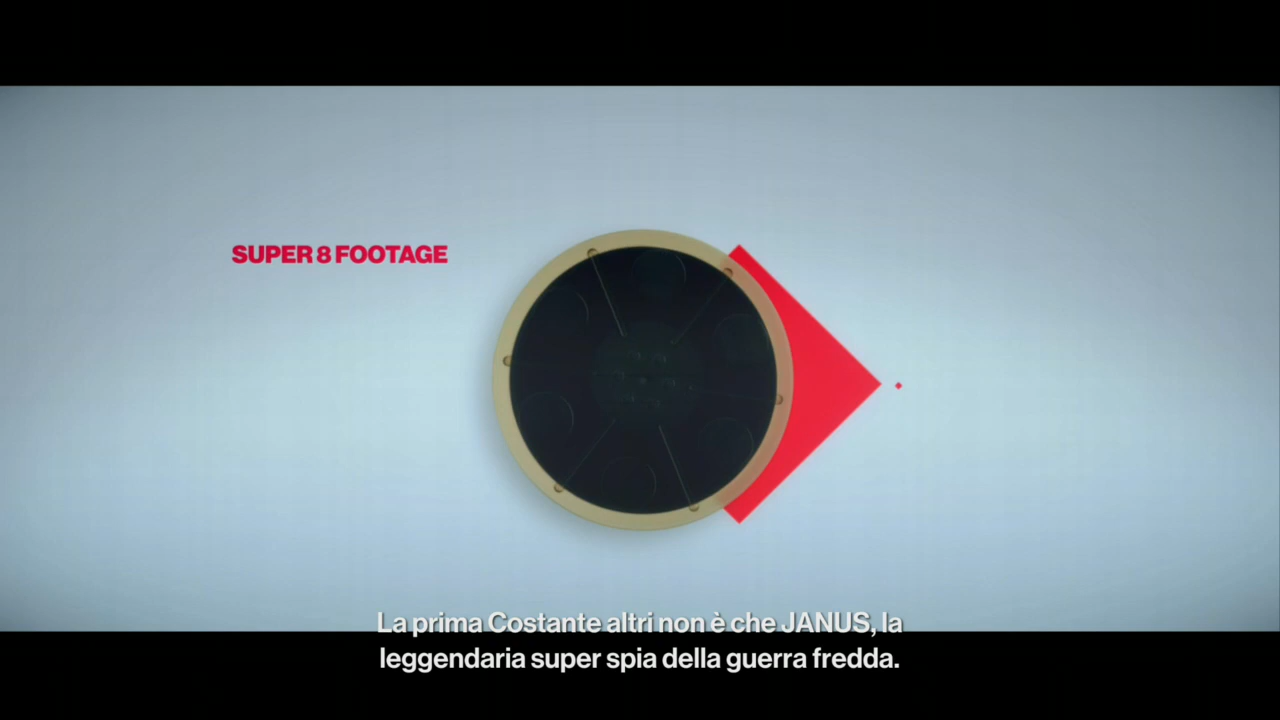 SUPER 8 FOOTAGE
La prima Costante altri non è che JANUS, la
leggendaria super spia della guerra fredda.